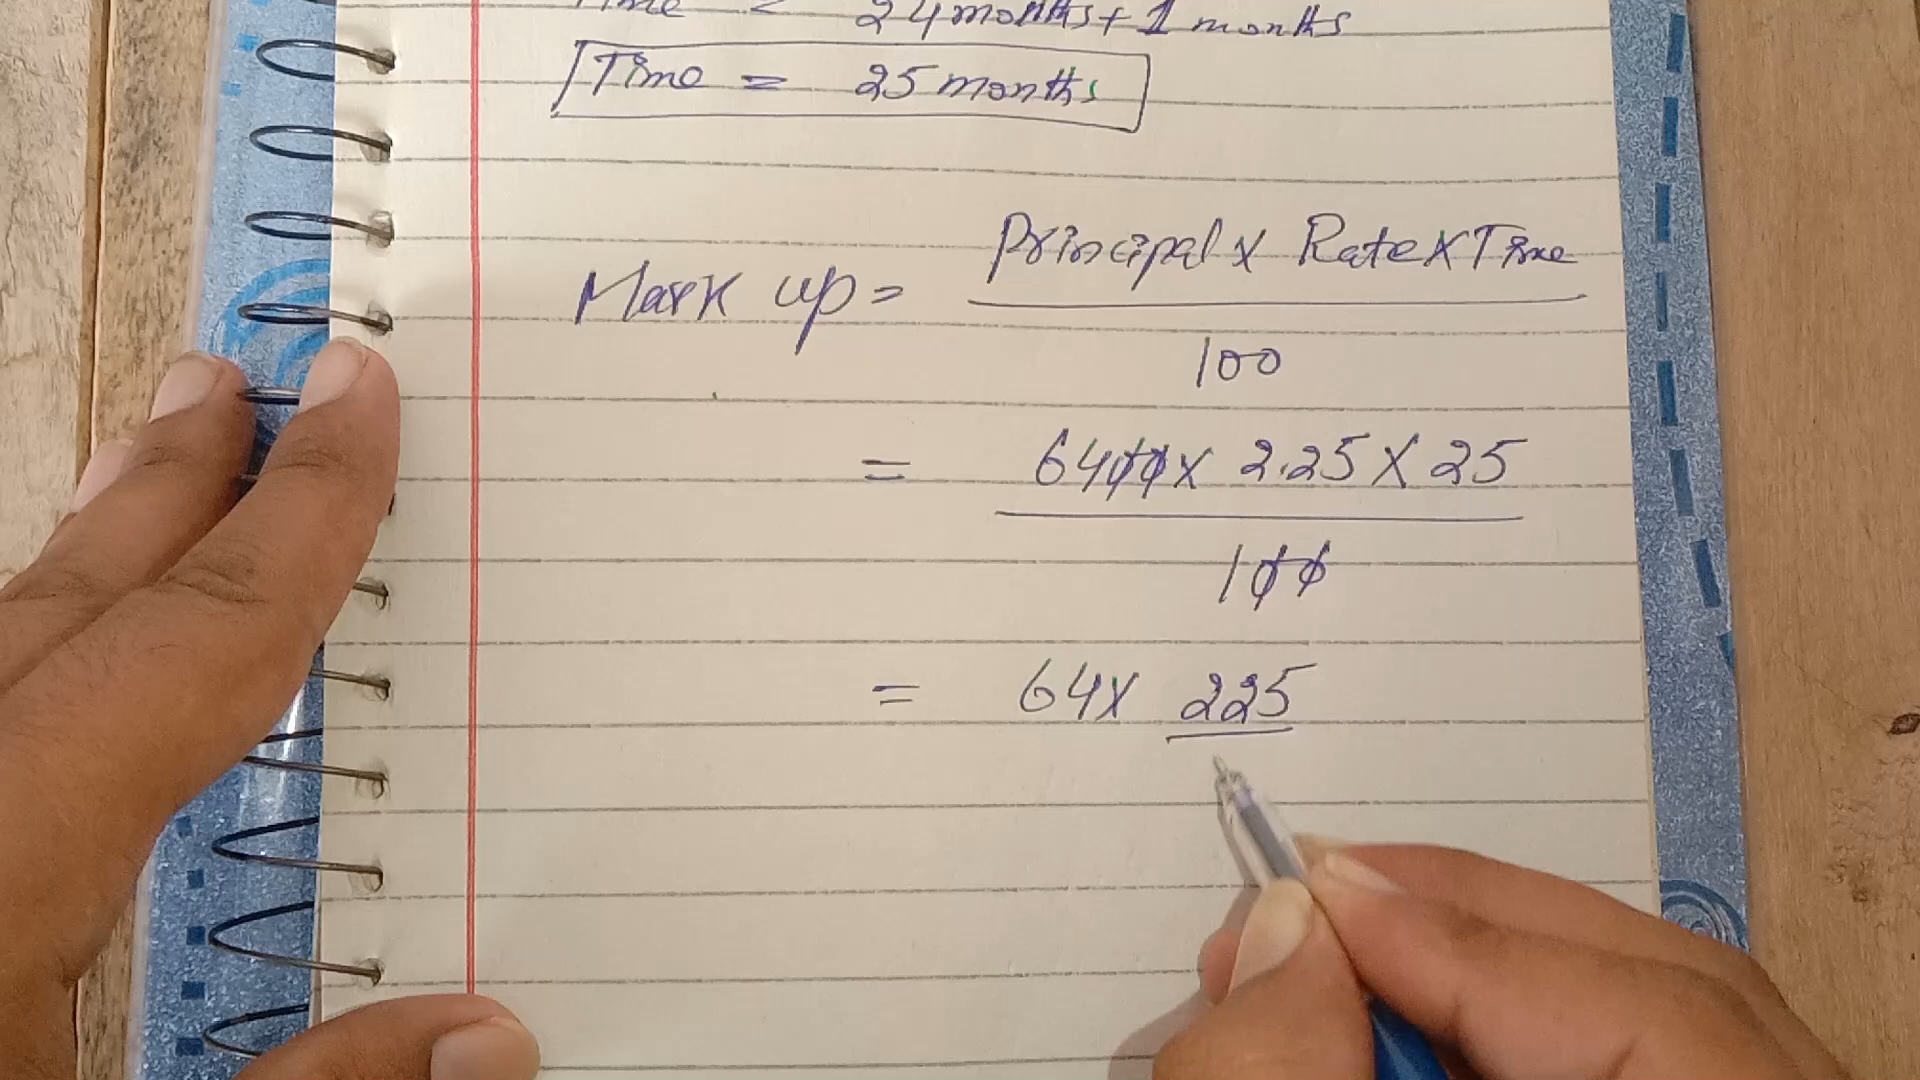 Time = 24 months + 1 months
Time = 25 months
Mark up = Principal x Rate x Time
100
= 6400 x 2.25 x 25
100
= 64 x 225